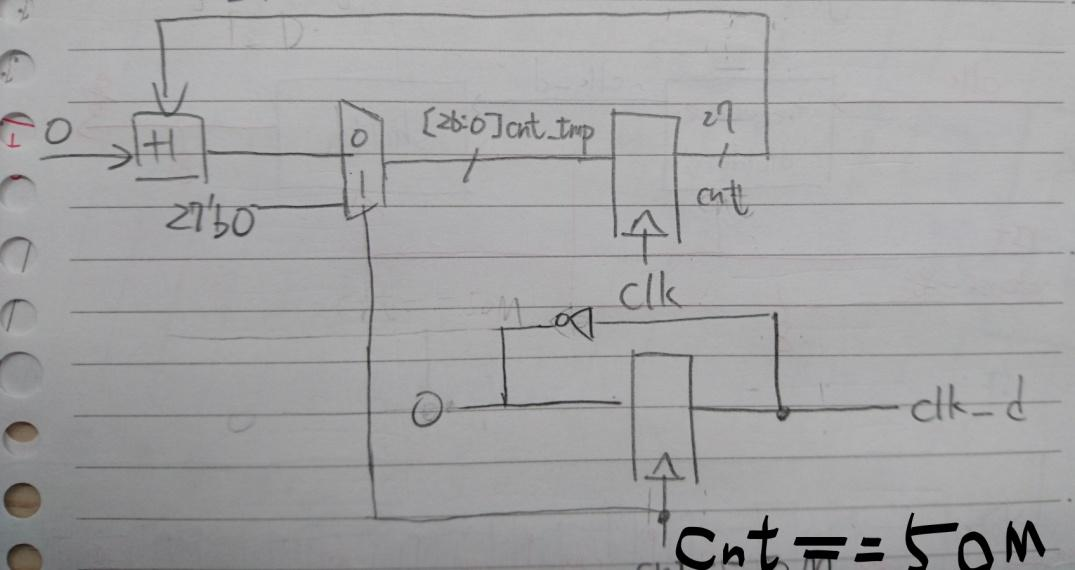 0
+1
27'b0
0
1
[26:0]cnt_tmp
27
cnt
clk
0
clk_d
Cnt == 50M